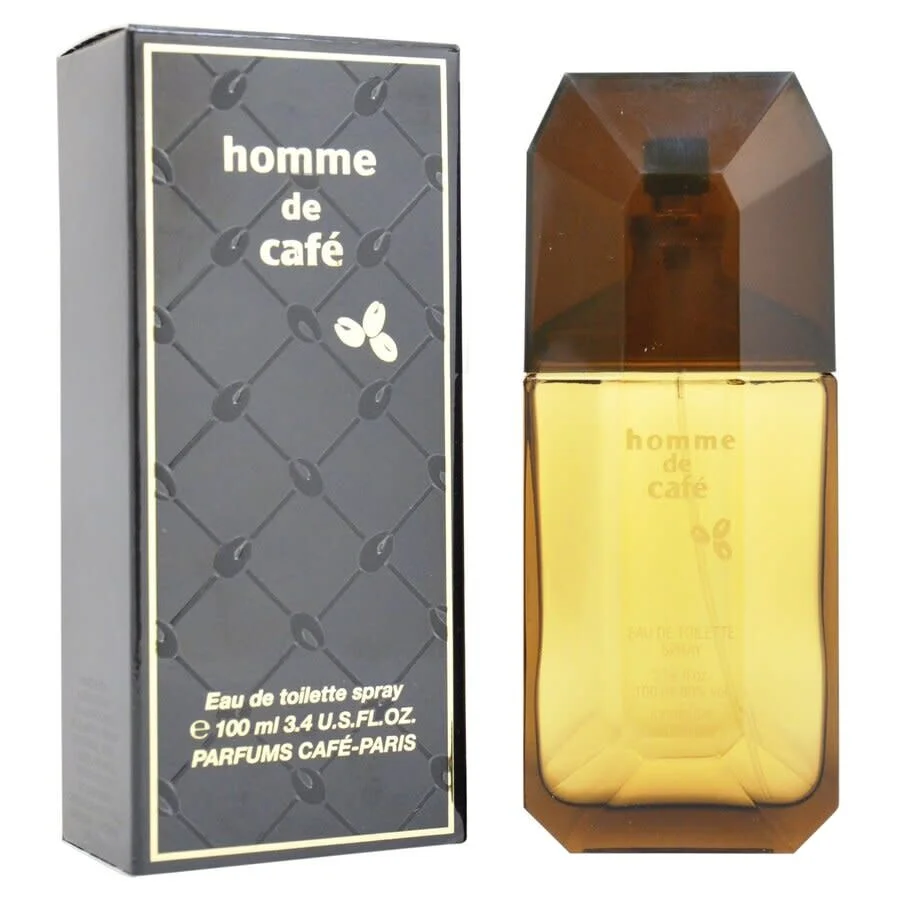 homme
de
café
Eau de toilette spray
℮ 100 ml 3.4 U.S.FL.OZ.
PARFUMS CAFÉ-PARIS
homme
de
café
EAU DE TOILETTE
SPRAY